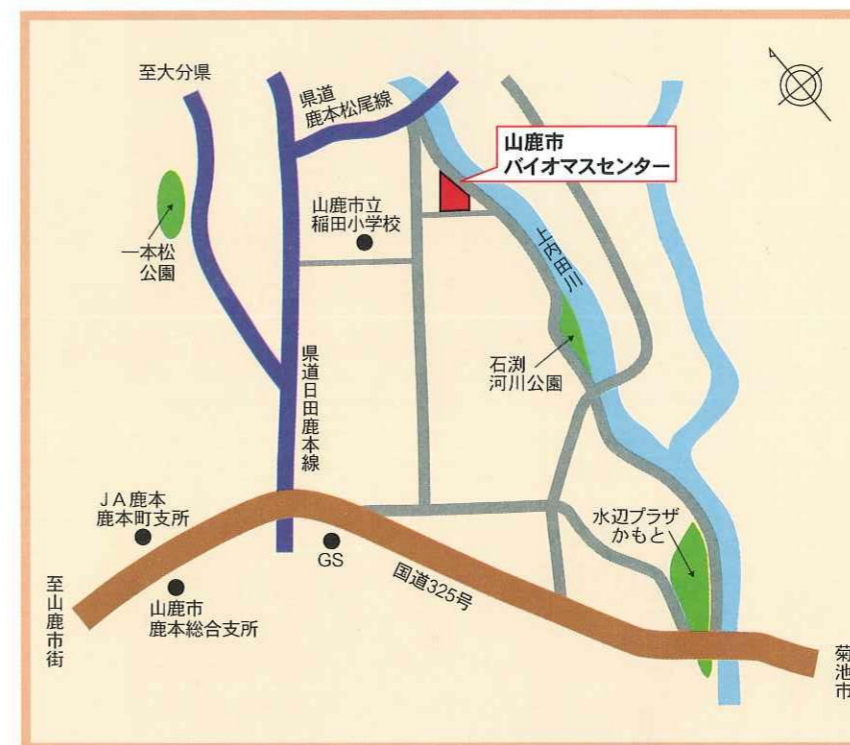 至大分県
県道
鹿本松尾線
山鹿市
バイオマスセンター
山鹿市立
稲田小学校
一本松
公園
上内田川
石渕
河川公園
県道日田鹿本線
JA鹿本
鹿本町支所
水辺プラザ
かもと
GS
国道325号
至山鹿市街
山鹿市
鹿本総合支所
菊池市